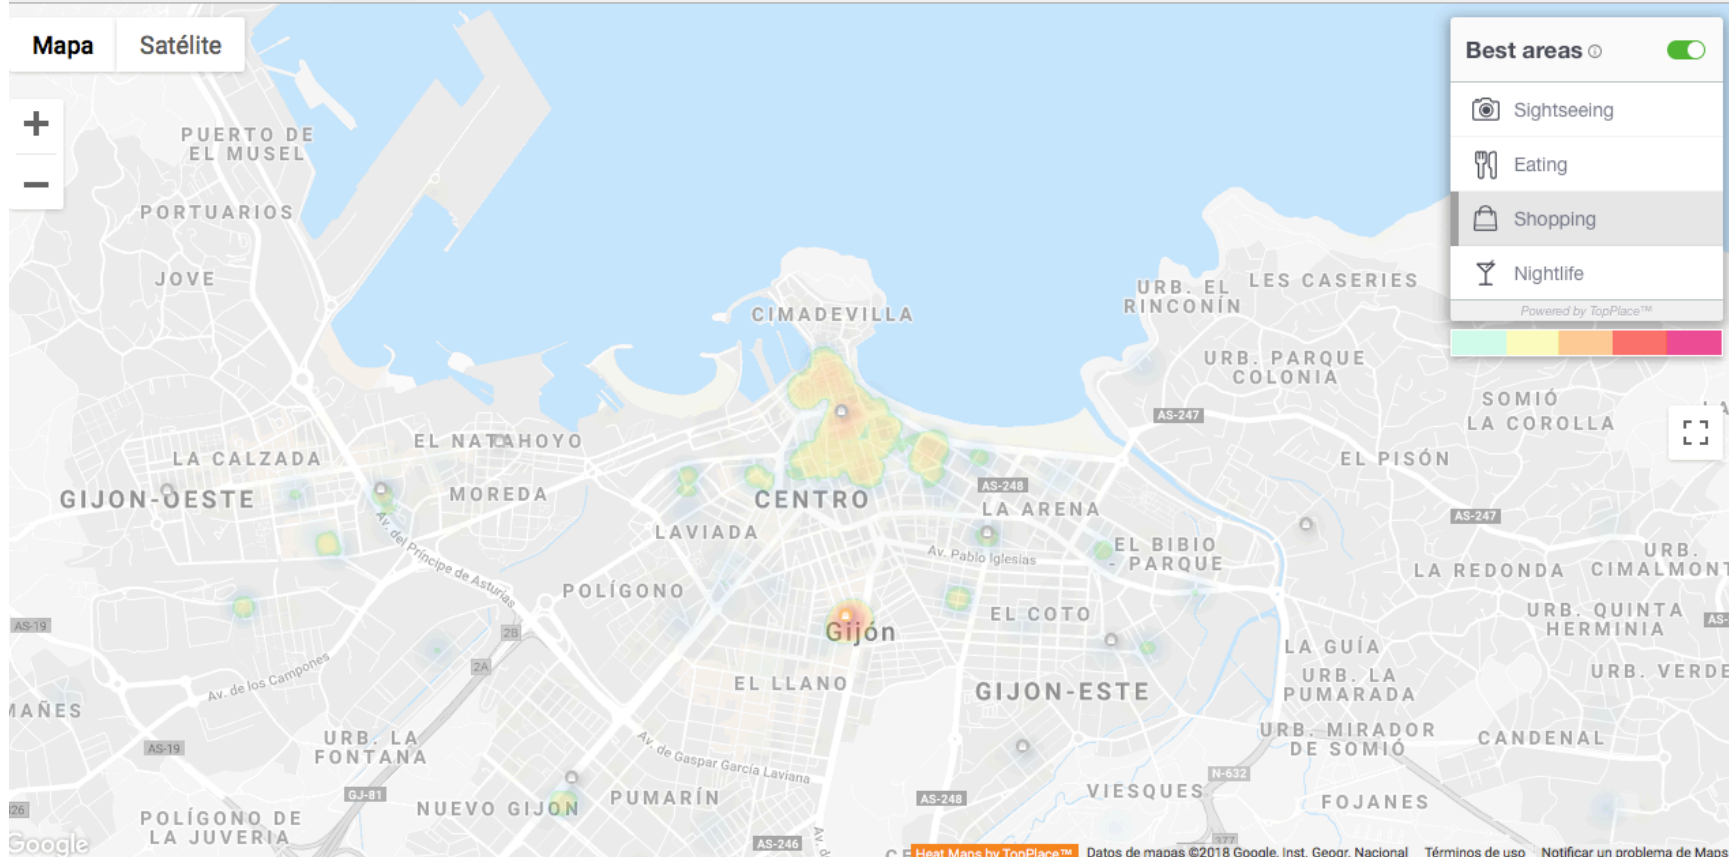 Mapa
Satélite
Best areas
Sightseeing
Eating
Shopping
Nightlife
Powered by TopPlace™
PUERTO DE
EL MUSEL
PORTUARIOS
JOVE
CIMADEVILLA
URB. EL
RINCONÍN
LES CASERIES
URB. PARQUE
COLONIA
SOMIÓ
LA COROLLA
AS-247
EL NATAHOYO
LA CALZADA
EL PISÓN
GIJON-OESTE
MOREDA
CENTRO
AS-248
LA ARENA
AS-247
LAVIADA
Av. del Príncipe de Asturias
Av. Pablo Iglesias
EL BIBIO
- PARQUE
URB.
CIMALMONT
LA REDONDA
POLÍGONO
EL COTO
URB. QUINTA
HERMINIA
AS-
AS-19
2B
Gijón
LA GUÍA
2A
EL LLANO
GIJON-ESTE
URB. LA
PUMARADA
URB. VERDE
Av. de los Campones
MAÑES
URB. LA
FONTANA
AS-19
URB. MIRADOR
DE SOMIÓ
CANDENAL
Av. de Gaspar García Laviana
N-632
GJ-81
NUEVO GIJON
PUMARÍN
AS-248
VIESQUES
FOJANES
POLÍGONO DE
LA JUVERIA
AS-246
Av. d
377
Google
Heat Maps by TopPlace™
Datos de mapas ©2018 Google, Inst. Geogr. Nacional
Términos de uso
Notificar un problema de Maps